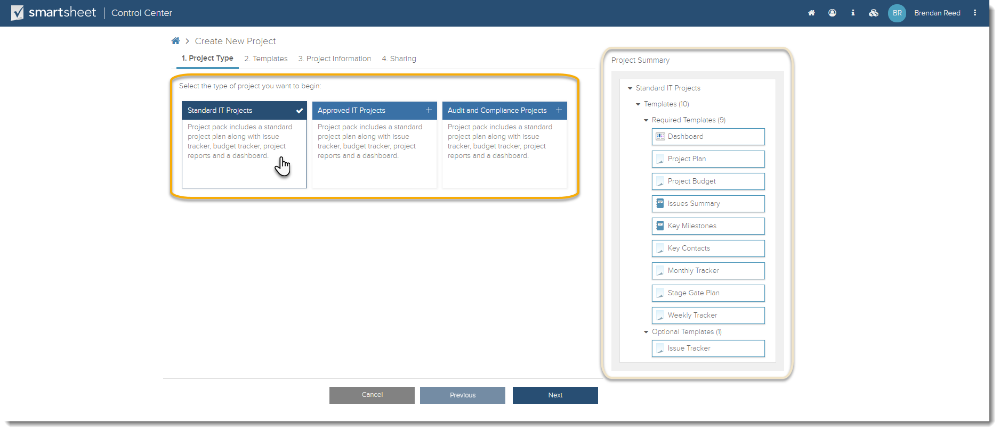 smartsheet | Control Center
BR Brendan Reed
> Create New Project
1. Project Type 2. Templates 3. Project Information 4. Sharing
Select the type of project you want to begin:
Standard IT Projects
Project pack includes a standard
project plan along with issue
tracker, budget tracker, project
reports and a dashboard.
Approved IT Projects +
Project pack includes a standard
project plan along with issue
tracker, budget tracker, project
reports and a dashboard.
Audit and Compliance Projects +
Project pack includes a standard
project plan along with issue
tracker, budget tracker, project
reports and a dashboard.
Project Summary
Standard IT Projects
Templates (10)
Required Templates (9)
Dashboard
Project Plan
Project Budget
Issues Summary
Key Milestones
Key Contacts
Monthly Tracker
Stage Gate Plan
Weekly Tracker
Optional Templates (1)
Issue Tracker
Cancel
Previous
Next